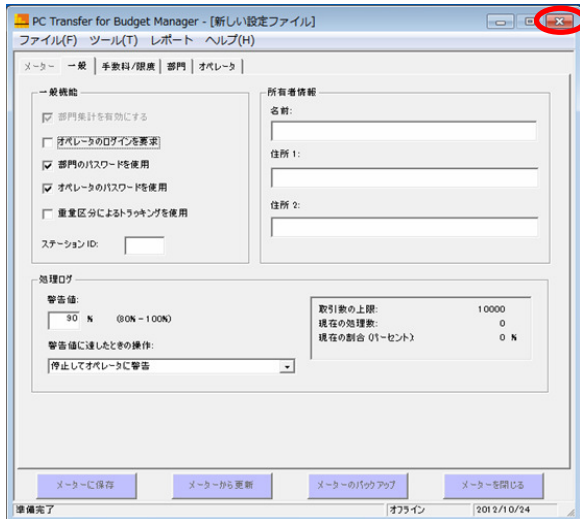 PC Transfer for Budget Manager - [新しい設定ファイル]
ファイル(F) ツール(T) レポート ヘルプ(H)
メーター 一般 手数料/限度 部門 オペレータ
一般機能
部門集計を有効にする
オペレータのログインを要求
部門のパスワードを使用
オペレータのパスワードを使用
重量区分によるトラッキングを使用
ステーション ID:
所有者情報
名前:
住所 1:
住所 2:
処理ログ
警告値:
90 % (80% - 100%)
警告値に達したときの操作:
停止してオペレータに警告
取引数の上限: 10000
現在の処理数: 0
現在の割合 (パーセント): 0 %
メーターに保存 メーターから更新 メーターのバックアップ メーターを閉じる
準備完了 オフライン 2012/10/24